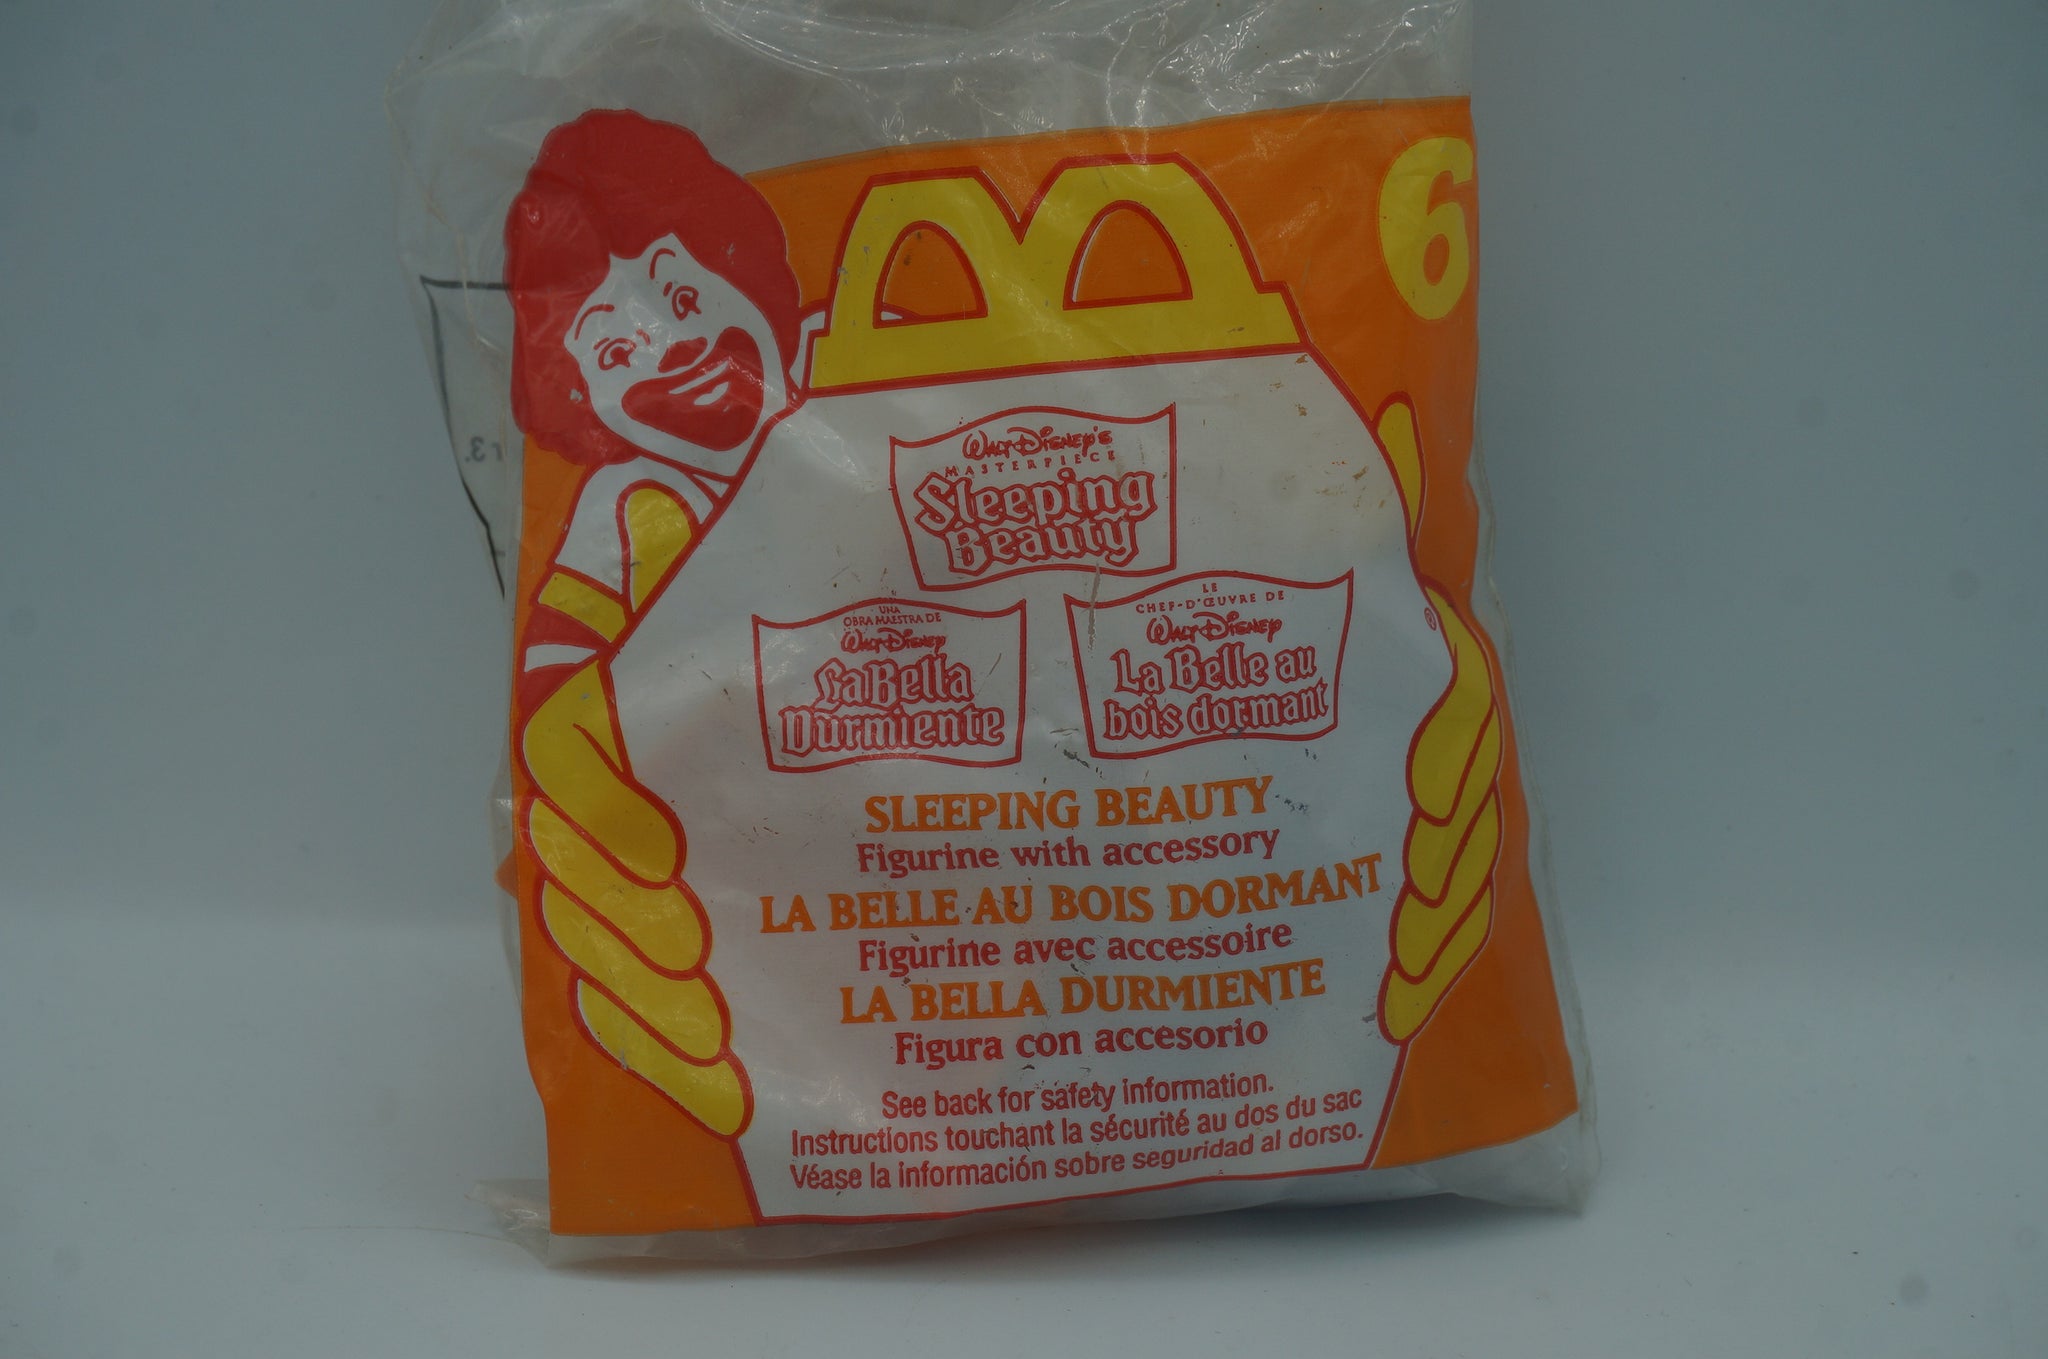 6
Walt Disney's
MASTERPIECE
Sleeping
Beauty
UNA
OBRA MAESTRA DE
Walt Disney
La Bella
Durmiente
LE
CHEF-D'ŒUVRE DE
Walt Disney
La Belle au
bois dormant
®
SLEEPING BEAUTY
Figurine with accessory
LA BELLE AU BOIS DORMANT
Figurine avec accessoire
LA BELLA DURMIENTE
Figura con accesorio
See back for safety information.
Instructions touchant la sécurité au dos du sac
Véase la información sobre seguridad al dorso.